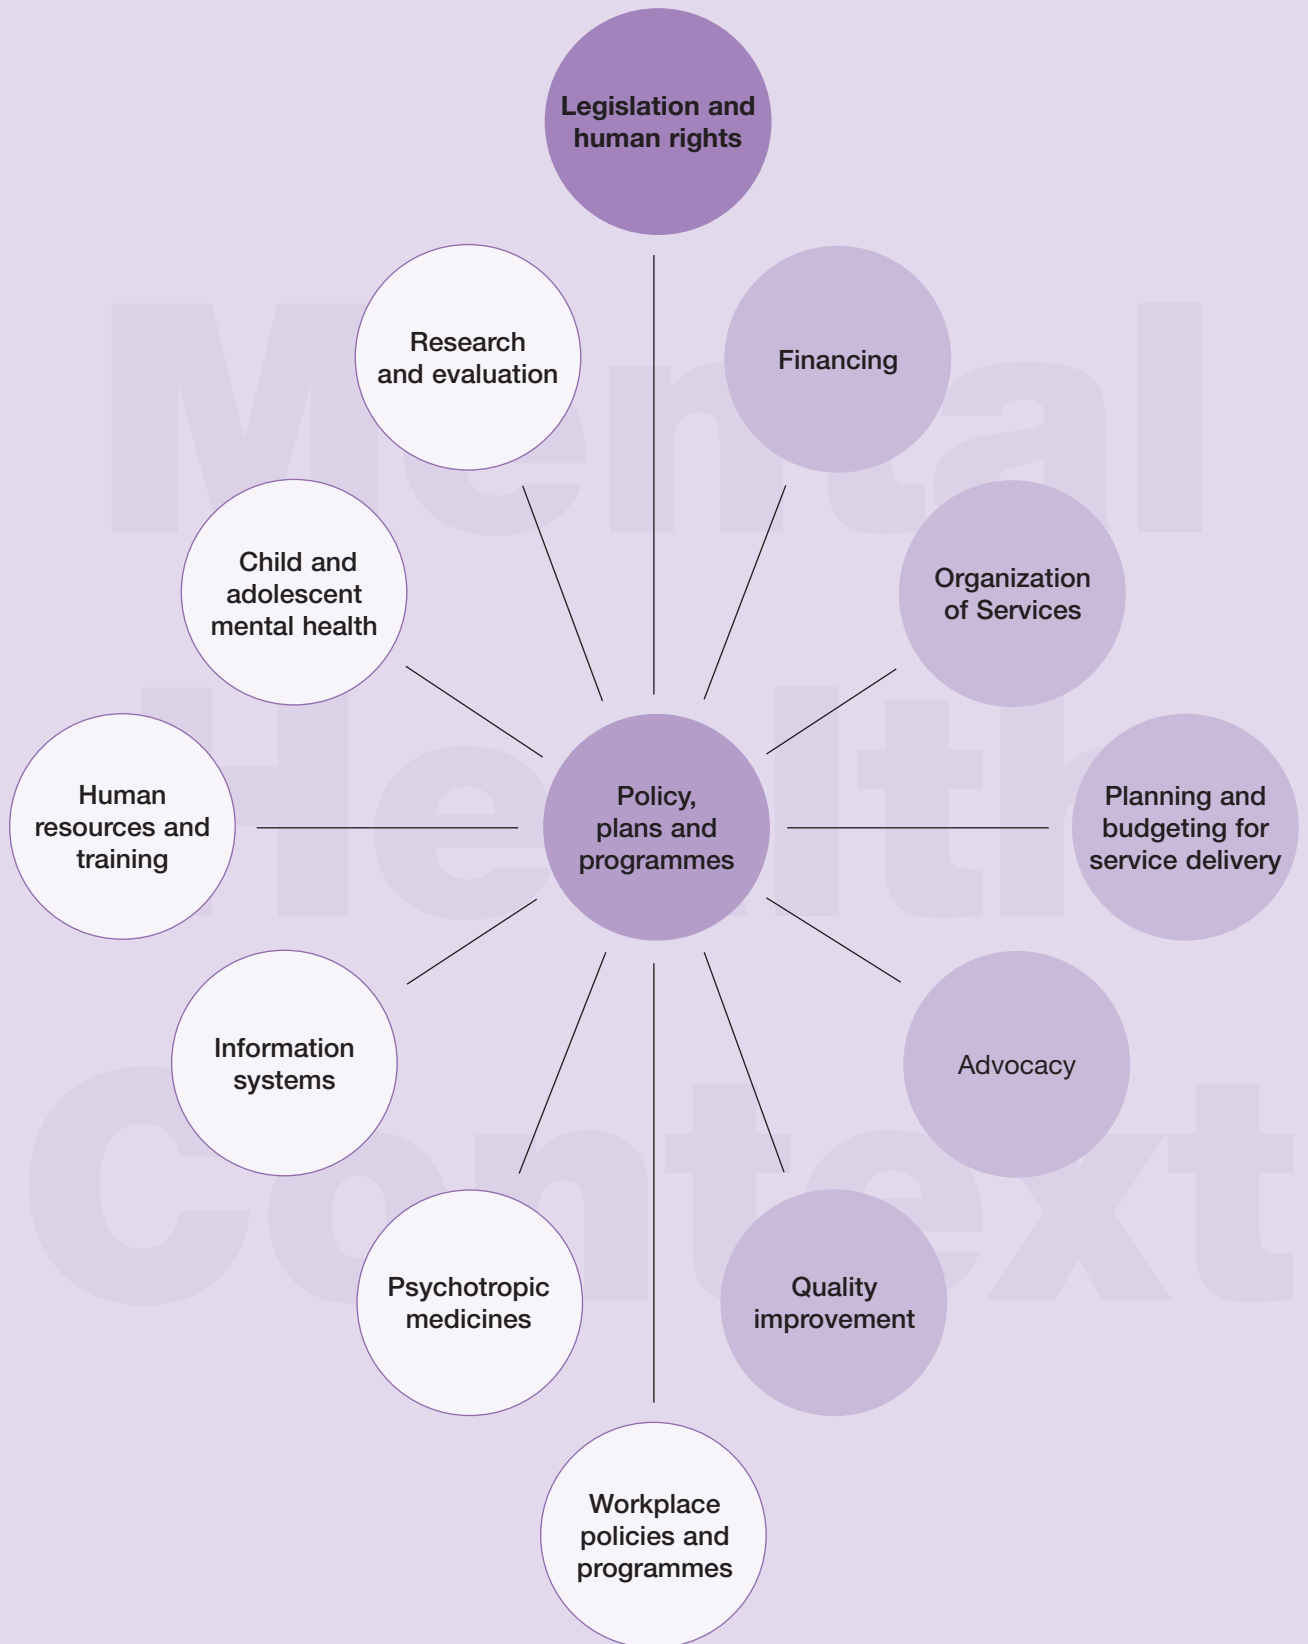 Mental
Health
Context
Legislation and
human rights
Research
and evaluation
Financing
Child and
adolescent
mental health
Organization
of Services
Human
resources and
training
Policy,
plans and
programmes
Planning and
budgeting for
service delivery
Information
systems
Advocacy
Psychotropic
medicines
Quality
improvement
Workplace
policies and
programmes